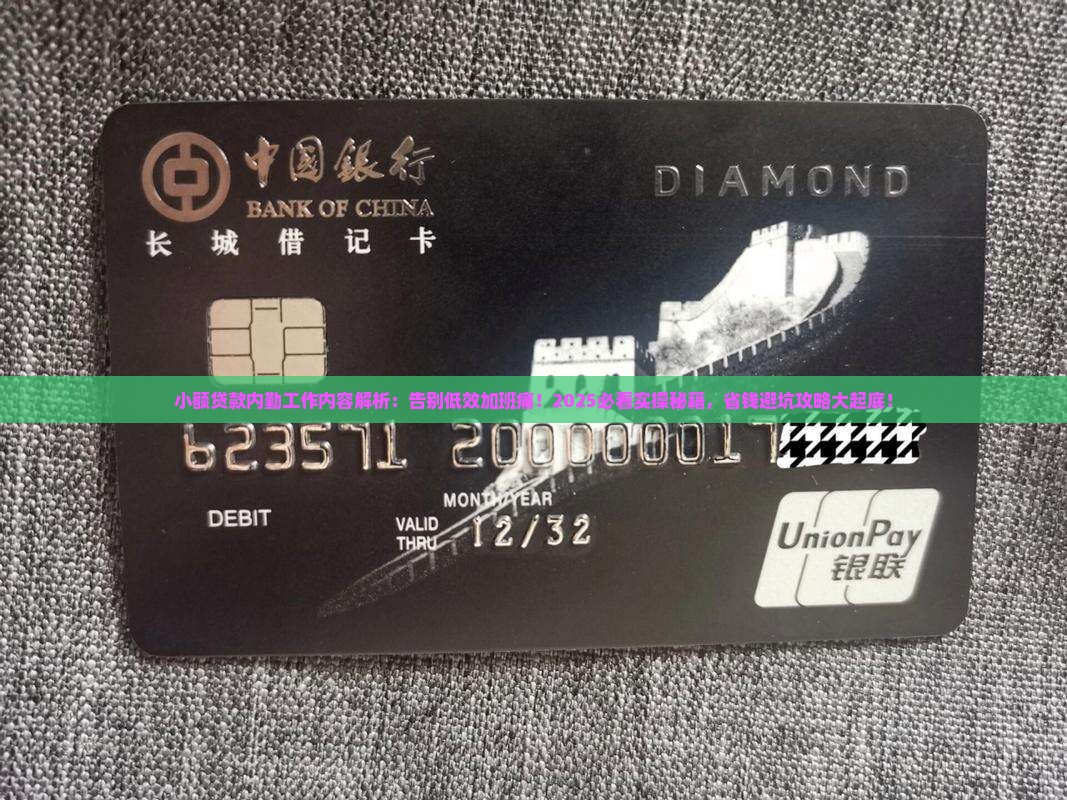 中国銀行
BANK OF CHINA
长城借记卡
DIAMOND
小额贷款内勤工作内容解析：告别低效加班痛！2025必看实操秘籍，省钱避坑攻略大起底！
623571 200000017
MONTH/YEAR
DEBIT
VALID THRU 12/32
UnionPay
银联